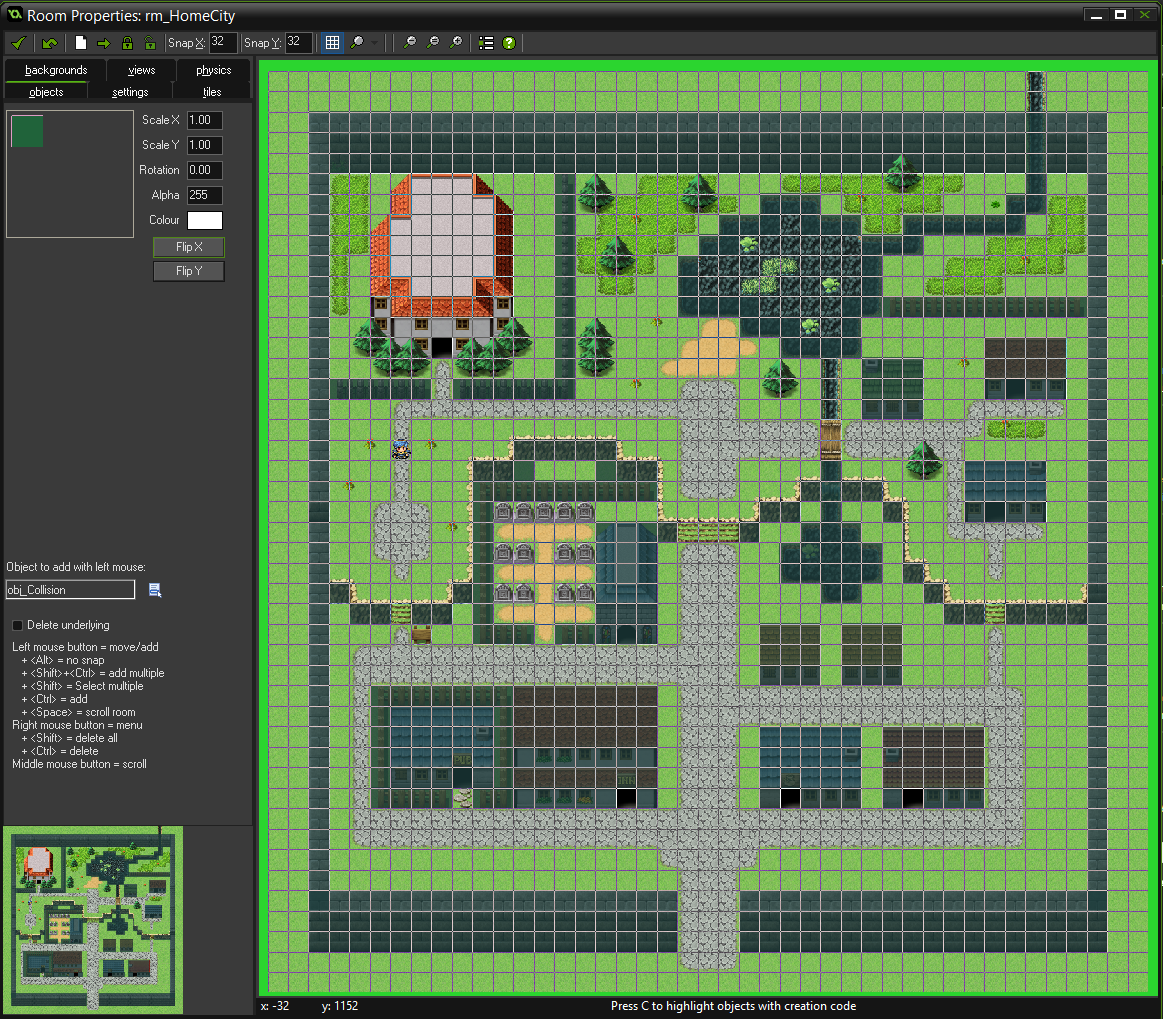 Room Properties: rm_HomeCity
Snap X: 32 Snap Y: 32
backgrounds views physics
objects settings tiles
Scale X 1.00
Scale Y 1.00
Rotation 0.00
Alpha 255
Colour
Flip X
Flip Y
Object to add with left mouse:
obj_Collision
Delete underlying
Left mouse button = move/add
+ <Alt> = no snap
+ <Shift>+<Ctrl> = add multiple
+ <Shift> = Select multiple
+ <Ctrl> = add
+ <Space> = scroll room
Right mouse button = menu
+ <Shift> = delete all
+ <Ctrl> = delete
Middle mouse button = scroll
PUB
x: -32 y: 1152 Press C to highlight objects with creation code